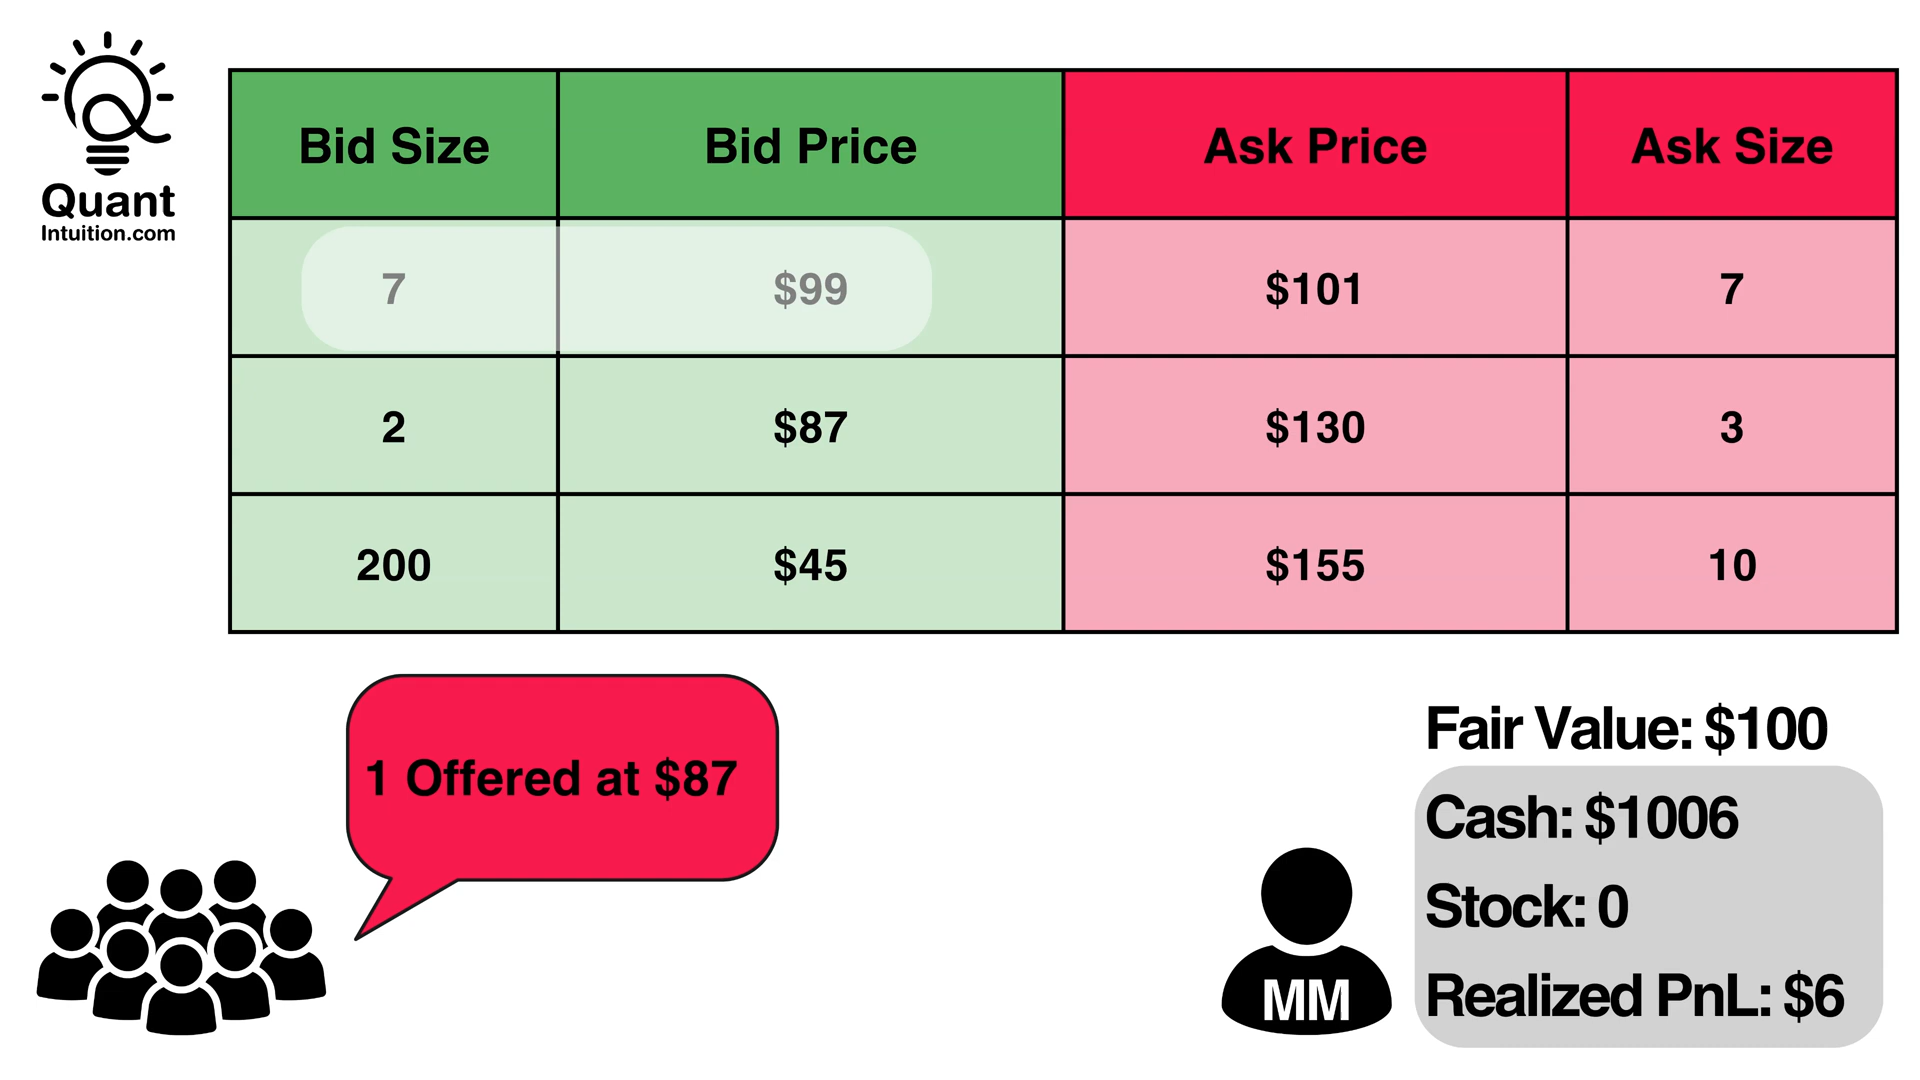 Quant
Intuition.com
Bid Size Bid Price Ask Price Ask Size
7 $99 $101 7
2 $87 $130 3
200 $45 $155 10
1 Offered at $87
Fair Value: $100
Cash: $1006
Stock: 0
Realized PnL: $6
MM